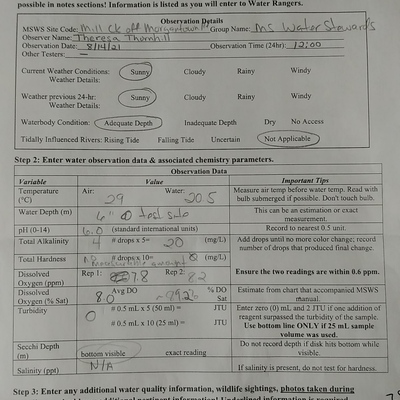 possible in notes sections! Information is listed as you will enter to Water Rangers.
Observation Details
MSWS Site Code: Mill Ck off Morgantown Group Name: MS Water Stewards
Observer Name: Theresa Thornhill
Observation Date: 8/14/21 Observation Time (24hr): 12:00
Other Testers: —
Current Weather Conditions: Sunny Cloudy Rainy Windy
Weather Details:
Weather previous 24-hr: Sunny Cloudy Rainy Windy
Weather Details:
Waterbody Condition: Adequate Depth Inadequate Depth Dry No Access
Tidally Influenced Rivers: Rising Tide Falling Tide Uncertain Not Applicable
Step 2: Enter water observation data & associated chemistry parameters.
Observation Data
Variable Value Important Tips
Temperature (°C) Air: 29 Water: 20.5 Measure air temp before water temp. Read with bulb submerged if possible. Don't touch bulb.
Water Depth (m) 6" @ test site This can be an estimation or exact measurement.
pH (0-14) 6.0 (standard international units) Record to nearest 0.5 unit.
Total Alkalinity 4 # drops x 5= 20 (mg/L) Add drops until no more color change; record number of drops that produced final change.
Total Hardness # drops x 10= (mg/L)
Dissolved Oxygen (ppm) Rep 1: 7.8 Rep 2: 8.2 Ensure the two readings are within 0.6 ppm.
Dissolved Oxygen (% Sat) 8.0 Avg DO ~89% % DO Sat Estimate from chart that accompanied MSWS manual.
Turbidity 0 # 0.5 mL x 5 (50 ml) = JTU
# 0.5 mL x 10 (25 ml) = JTU
Enter zero (0) mL and 2 JTU if one addition of reagent surpassed the turbidity of the sample.
Use bottom line ONLY if 25 mL sample volume was used.
Secchi Depth (m) bottom visible exact reading Do not record depth if disk hits bottom while visible.
Salinity (ppt) N/A If salinity is present, do not test for hardness.
Step 3: Enter any additional water quality information, wildlife sightings, photos taken during